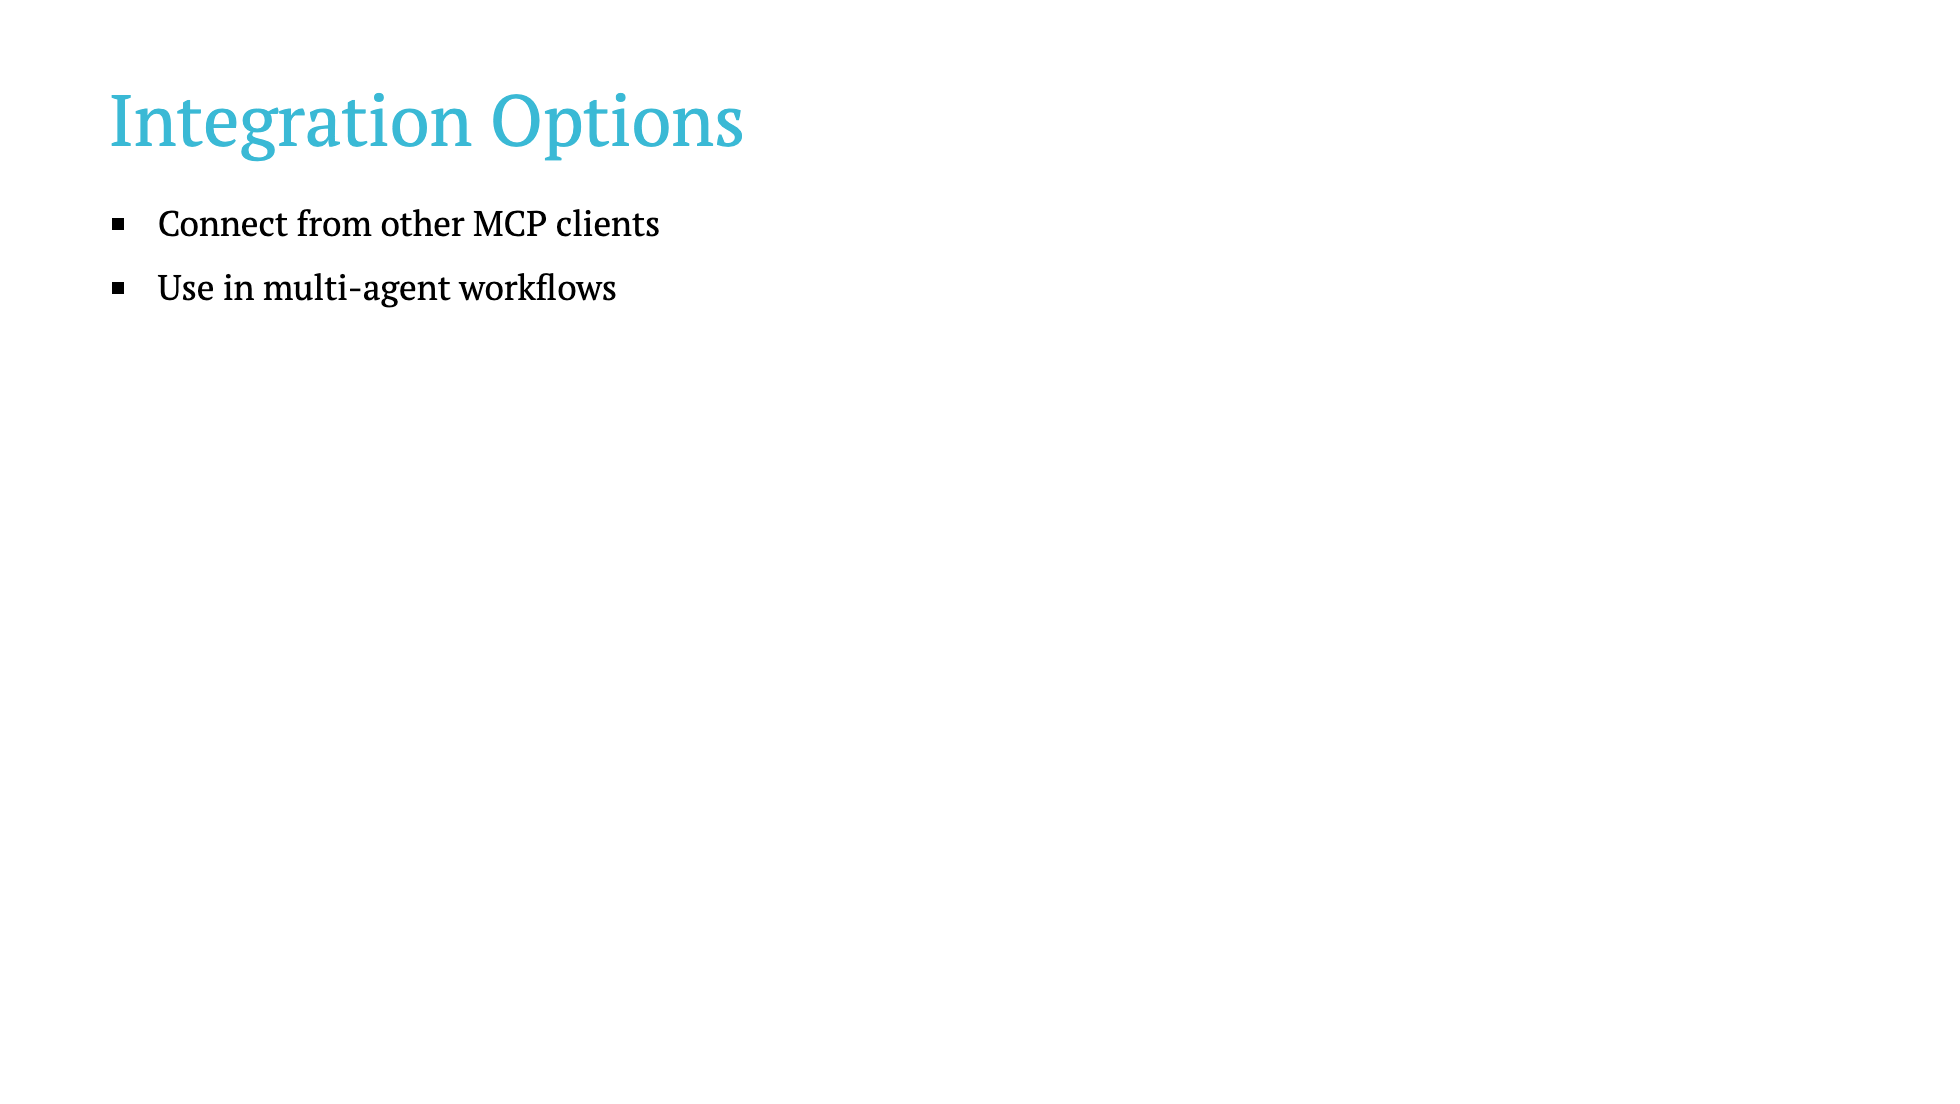 Integration Options
▪ Connect from other MCP clients
▪ Use in multi-agent workflows